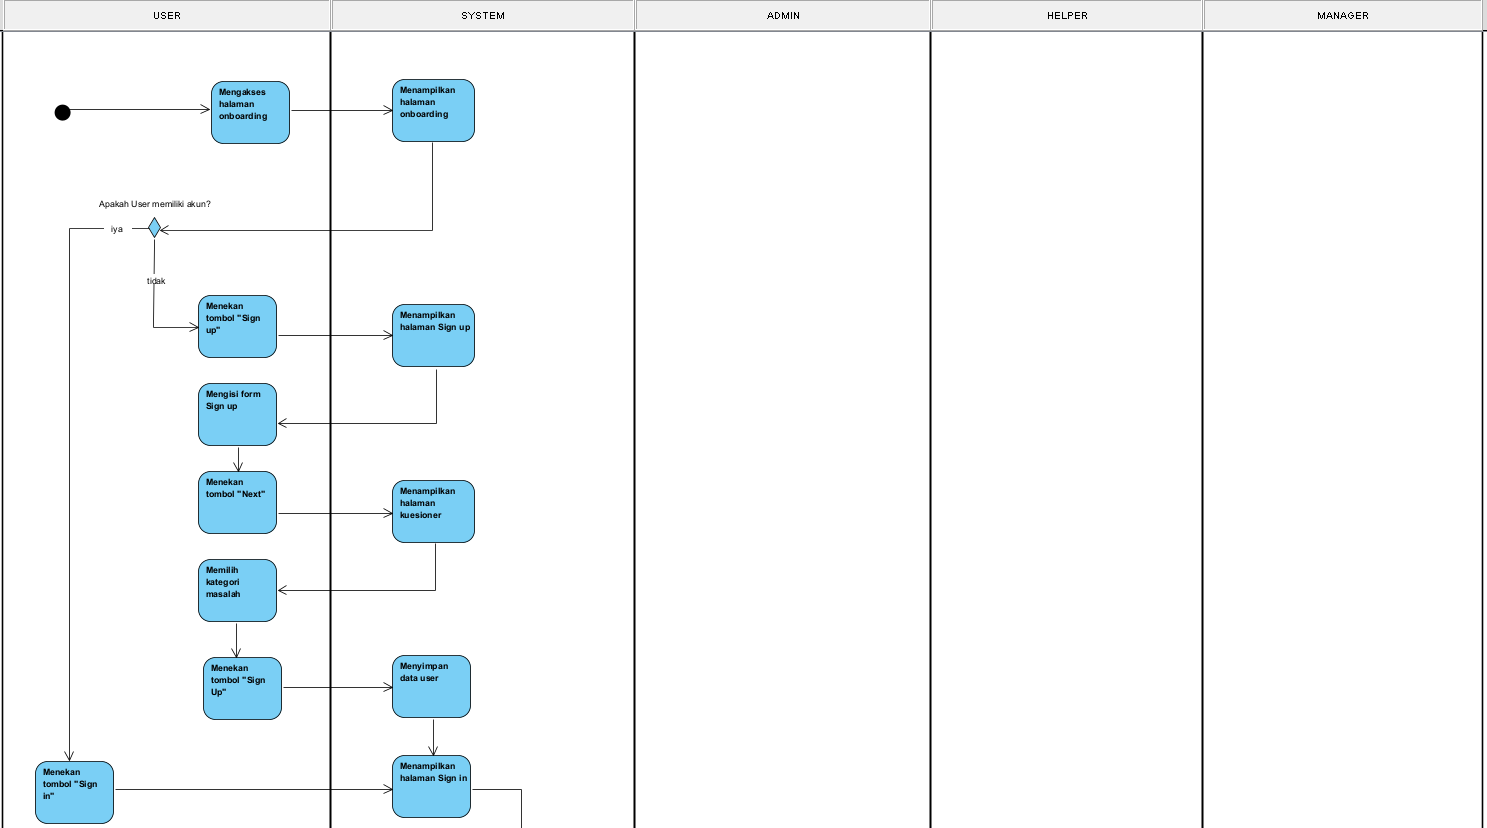 USER
SYSTEM
ADMIN
HELPER
MANAGER
Mengakses
halaman
onboarding
Menampilkan
halaman
onboarding
Apakah User memiliki akun?
iya
tidak
Menekan
tombol "Sign
up"
Menampilkan
halaman Sign up
Mengisi form
Sign up
Menekan
tombol "Next"
Menampilkan
halaman
kuesioner
Memilih
kategori
masalah
Menekan
tombol "Sign
Up"
Menyimpan
data user
Menekan
tombol "Sign
in"
Menampilkan
halaman Sign in